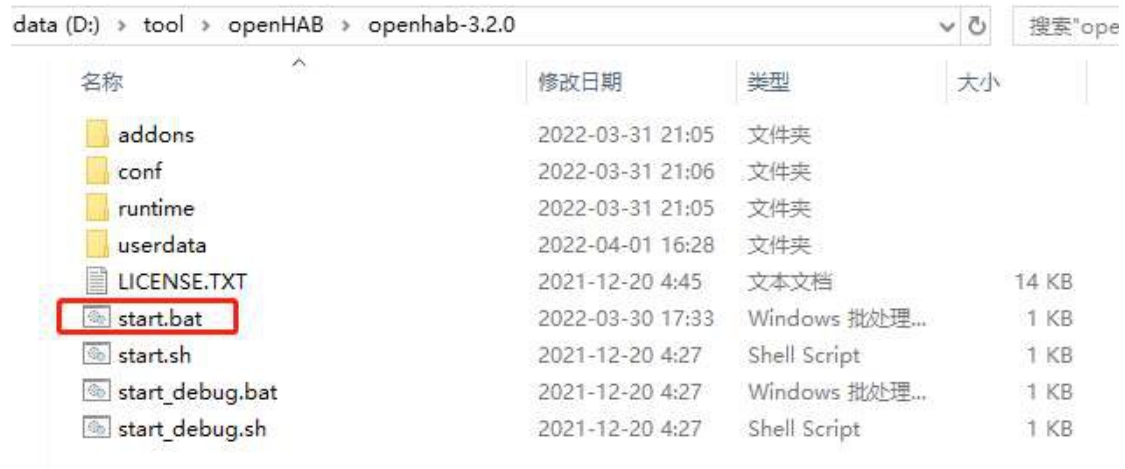 data (D:) › tool › openHAB › openhab-3.2.0 搜索"ope
名称 修改日期 类型 大小
addons 2022-03-31 21:05 文件夹
conf 2022-03-31 21:06 文件夹
runtime 2022-03-31 21:05 文件夹
userdata 2022-04-01 16:28 文件夹
LICENSE.TXT 2021-12-20 4:45 文本文档 14 KB
start.bat 2022-03-30 17:33 Windows 批处理... 1 KB
start.sh 2021-12-20 4:27 Shell Script 1 KB
start_debug.bat 2021-12-20 4:27 Windows 批处理... 1 KB
start_debug.sh 2021-12-20 4:27 Shell Script 1 KB